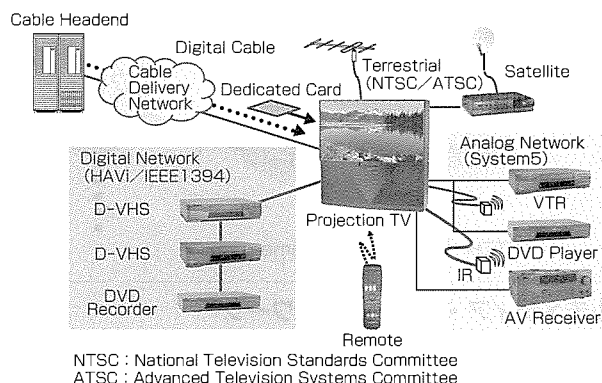 Cable Headend
Digital Cable
Cable
Delivery
Network
Dedicated Card
Terrestrial
(NTSC／ATSC)
Satellite
Digital Network
(HAVi／IEEE1394)
D-VHS
D-VHS
DVD
Recorder
Projection TV
Analog Network
(System5)
VTR
DVD Player
IR
AV Receiver
Remote
NTSC : National Television Standards Committee
ATSC : Advanced Television Systems Committee